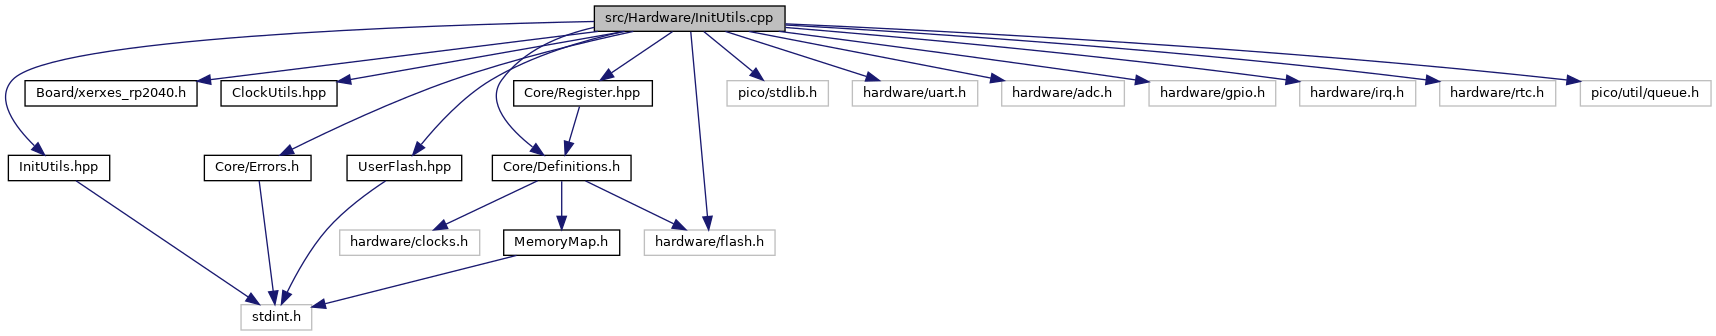 src/Hardware/InitUtils.cpp
Board/xerxes_rp2040.h
ClockUtils.hpp
Core/Register.hpp
pico/stdlib.h
hardware/uart.h
hardware/adc.h
hardware/gpio.h
hardware/irq.h
hardware/rtc.h
pico/util/queue.h
InitUtils.hpp
Core/Errors.h
UserFlash.hpp
Core/Definitions.h
hardware/clocks.h
MemoryMap.h
hardware/flash.h
stdint.h